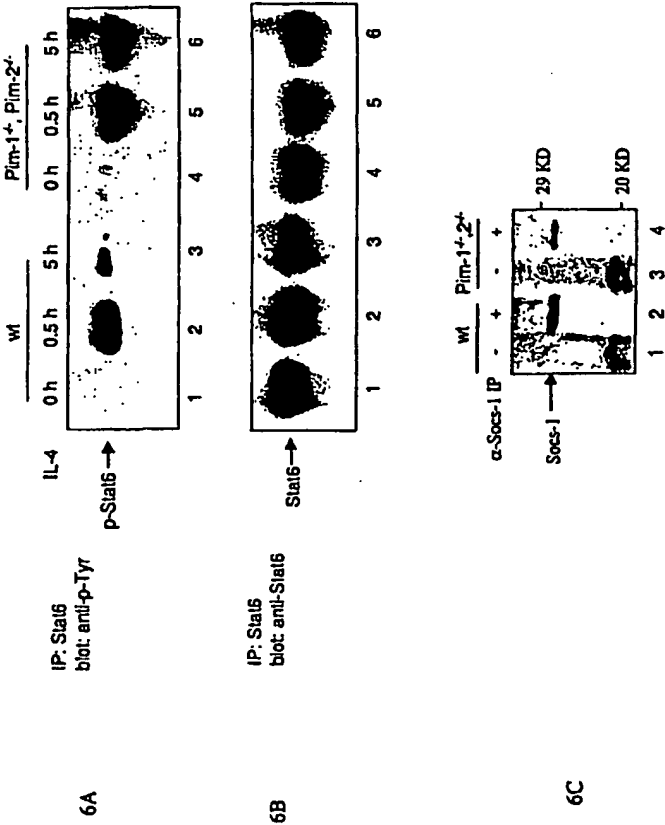 6A
IP: Stat6
blot: anti-p-Tyr
IL-4
wt
Pim-1-/-, Pim-2-/-
0 h 0.5 h 5 h 0 h 0.5 h 5 h
p-Stat6
1 2 3 4 5 6
6B
IP: Stat6
blot: anti-Stat6
Stat6
1 2 3 4 5 6
6C
wt
Pim-1-/-,2-/-
α-Socs-1 IP - + - +
Socs-1
29 KD
20 KD
1 2 3 4